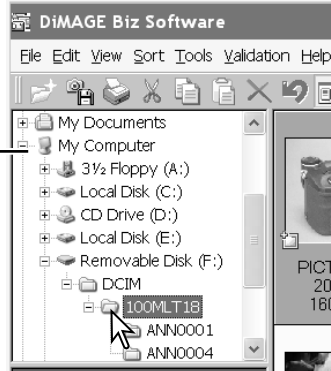 DiMAGE Biz Software
File Edit View Sort Tools Validation Help
My Documents
My Computer
3½ Floppy (A:)
Local Disk (C:)
CD Drive (D:)
Local Disk (E:)
Removable Disk (F:)
DCIM
100MLT18
ANN0001
ANN0004
PICT
20
160